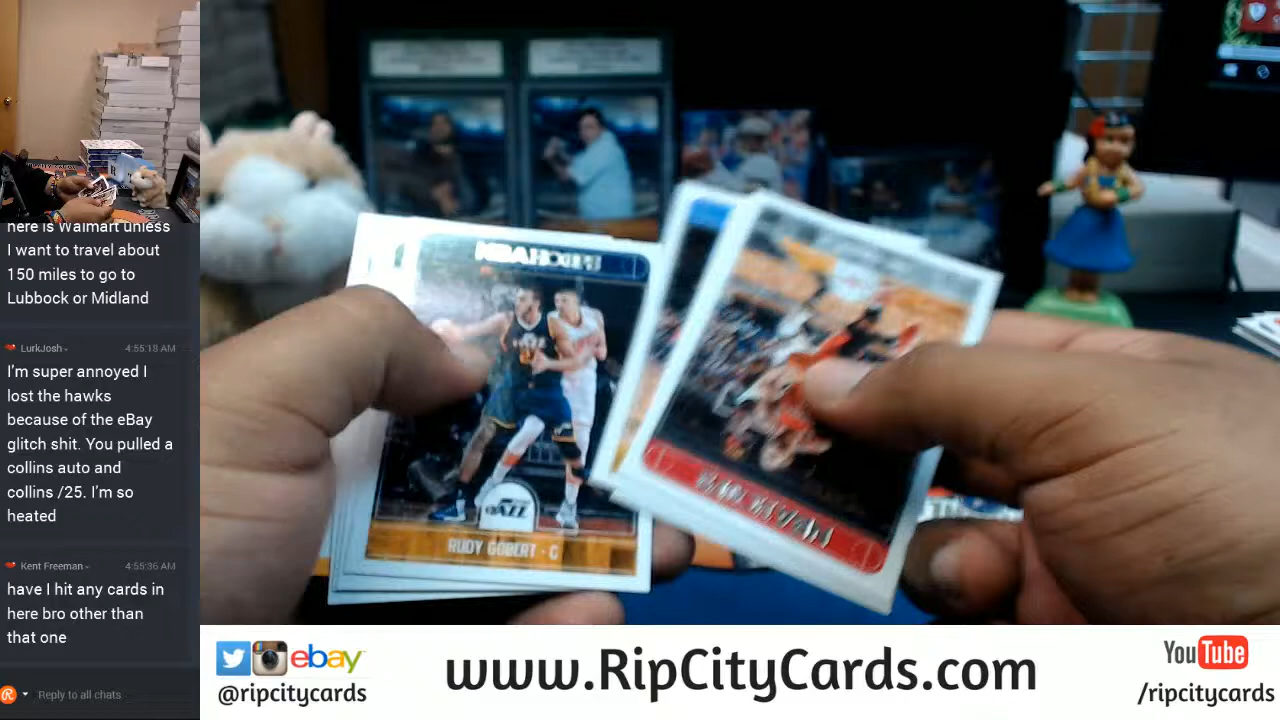 here is Walmart unless
I want to travel about
150 miles to go to
Lubbock or Midland
LurkJosh
4:55:18 AM
I'm super annoyed I
lost the hawks
because of the eBay
glitch shit. You pulled a
collins auto and
collins /25. I'm so
heated
Kent Freeman
4:55:36 AM
have I hit any cards in
here bro other than
that one
Reply to all chats
NBA HOOPS
JAZZ
RUDY GOBERT - C
ebay
@ripcitycards
www.RipCityCards.com
YouTube
/ripcitycards